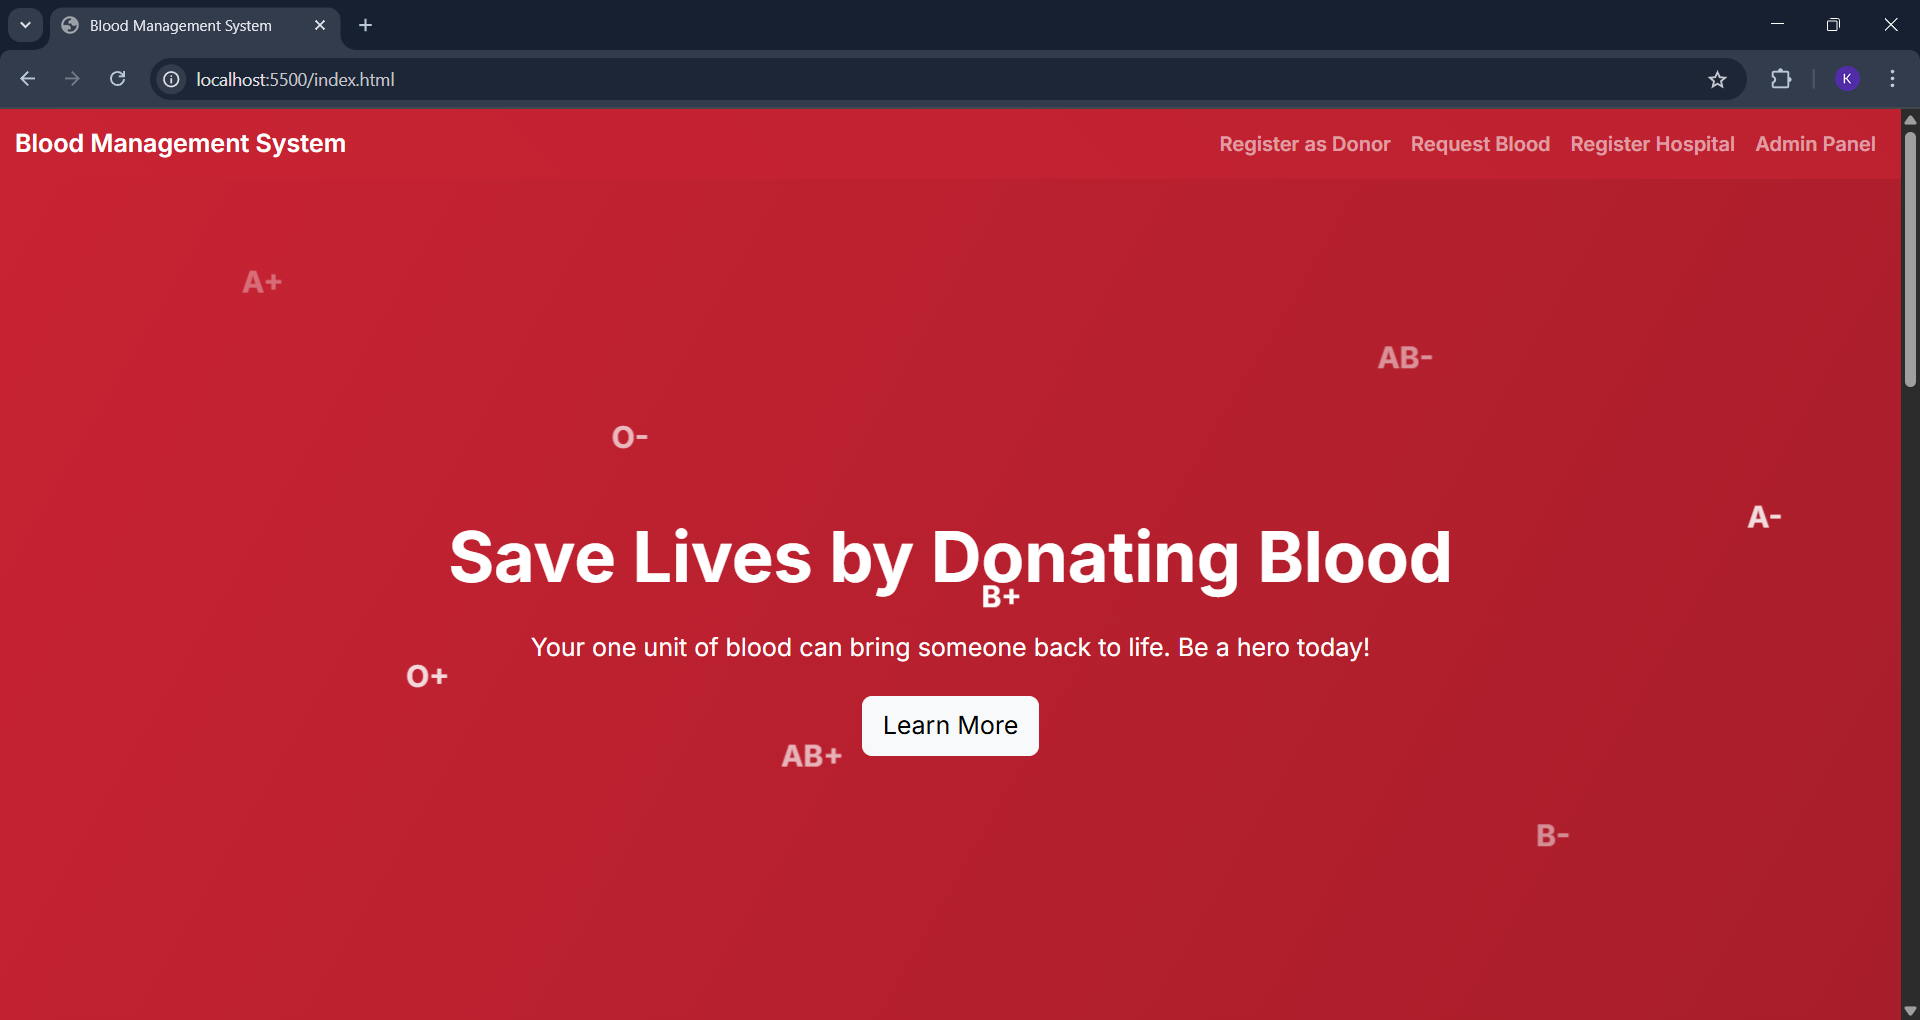 Blood Management System
localhost:5500/index.html
K
Blood Management System
Register as Donor Request Blood Register Hospital Admin Panel
A+
AB-
O-
A-
Save Lives by Donating Blood
B+
Your one unit of blood can bring someone back to life. Be a hero today!
O+
Learn More
AB+
B-